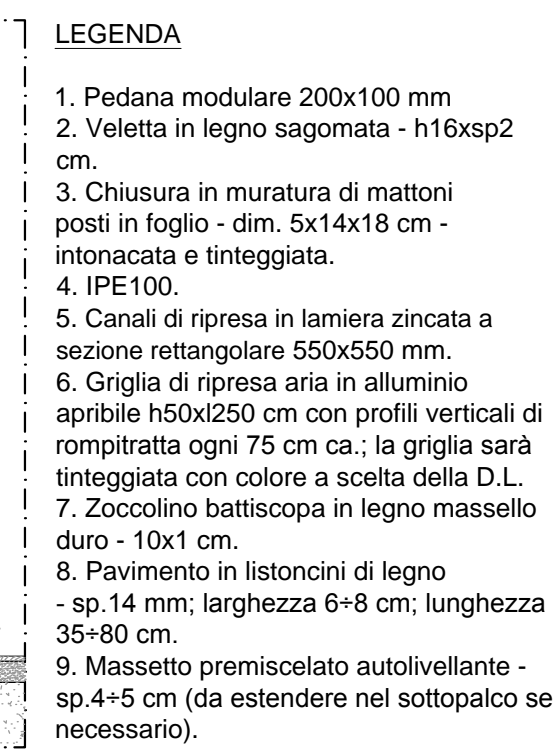 LEGENDA
1. Pedana modulare 200x100 mm
2. Veletta in legno sagomata - h16xsp2
cm.
3. Chiusura in muratura di mattoni
posti in foglio - dim. 5x14x18 cm -
intonacata e tinteggiata.
4. IPE100.
5. Canali di ripresa in lamiera zincata a
sezione rettangolare 550x550 mm.
6. Griglia di ripresa aria in alluminio
apribile h50xl250 cm con profili verticali di
rompitratta ogni 75 cm ca.; la griglia sarà
tinteggiata con colore a scelta della D.L.
7. Zoccolino battiscopa in legno massello
duro - 10x1 cm.
8. Pavimento in listoncini di legno
- sp.14 mm; larghezza 6÷8 cm; lunghezza
35÷80 cm.
9. Massetto premiscelato autolivellante -
sp.4÷5 cm (da estendere nel sottopalco se
necessario).